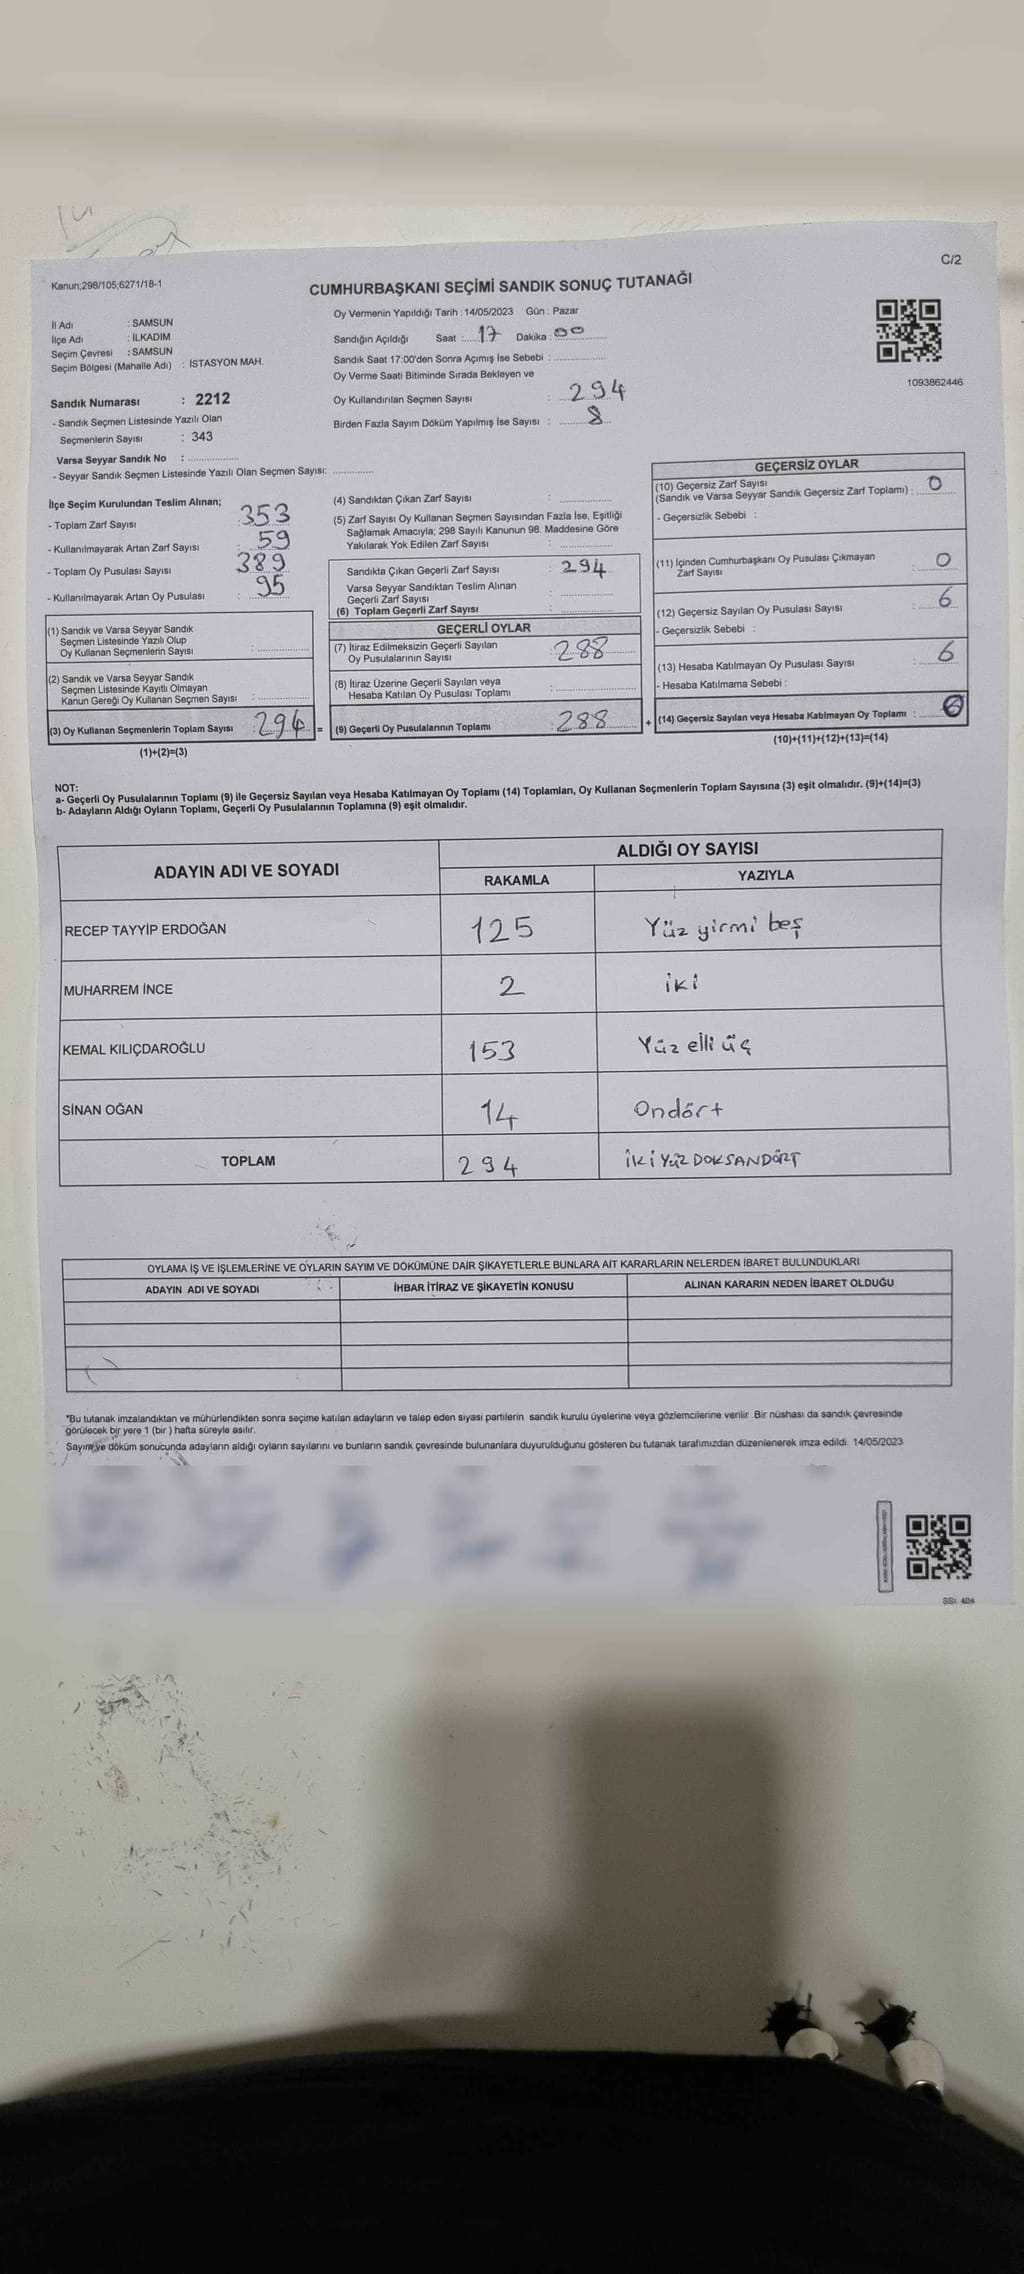 C/2
Kanun;298/105;6271/18-1
CUMHURBAŞKANI SEÇİMİ SANDIK SONUÇ TUTANAĞI
İl Adı : SAMSUN
İlçe Adı : İLKADIM
Seçim Çevresi : SAMSUN
Seçim Bölgesi (Mahalle Adı) : İSTASYON MAH.
Sandık Numarası : 2212
- Sandık Seçmen Listesinde Yazılı Olan
Seçmenlerin Sayısı : 343
Varsa Seyyar Sandık No : ................
- Seyyar Sandık Seçmen Listesinde Yazılı Olan Seçmen Sayısı: .............
Oy Vermenin Yapıldığı Tarih : 14/05/2023 Gün : Pazar
Sandığın Açıldığı Saat :.....17 Dakika : 00
Sandık Saat 17:00'den Sonra Açımış İse Sebebi : ................
Oy Verme Saati Bitiminde Sırada Bekleyen ve
Oy Kullandırılan Seçmen Sayısı : 294
Birden Fazla Sayım Döküm Yapılmış İse Sayısı : 8
1093862446
İlçe Seçim Kurulundan Teslim Alınan;
- Toplam Zarf Sayısı : 353
- Kullanılmayarak Artan Zarf Sayısı : 59
- Toplam Oy Pusulası Sayısı : 389
- Kullanılmayarak Artan Oy Pusulası : 95
(1) Sandık ve Varsa Seyyar Sandık
Seçmen Listesinde Yazılı Olup
Oy Kullanan Seçmenlerin Sayısı : ................
(2) Sandık ve Varsa Seyyar Sandık
Seçmen Listesinde Kayıtlı Olmayan
Kanun Gereği Oy Kullanan Seçmen Sayısı : ................
(3) Oy Kullanan Seçmenlerin Toplam Sayısı : 294 =
(1)+(2)=(3)
(4) Sandıktan Çıkan Zarf Sayısı : ................
(5) Zarf Sayısı Oy Kullanan Seçmen Sayısından Fazla İse, Eşitliği
Sağlamak Amacıyla; 298 Sayılı Kanunun 98. Maddesine Göre
Yakılarak Yok Edilen Zarf Sayısı : ................
Sandıkta Çıkan Geçerli Zarf Sayısı : 294
Varsa Seyyar Sandıktan Teslim Alınan
Geçerli Zarf Sayısı : ................
(6) Toplam Geçerli Zarf Sayısı : ................
GEÇERLİ OYLAR
(7) İtiraz Edilmeksizin Geçerli Sayılan
Oy Pusulalarının Sayısı : 288
(8) İtiraz Üzerine Geçerli Sayılan veya
Hesaba Katılan Oy Pusulası Toplamı : ................
(9) Geçerli Oy Pusulalarının Toplamı : 288 +
GEÇERSİZ OYLAR
(10) Geçersiz Zarf Sayısı
(Sandık ve Varsa Seyyar Sandık Geçersiz Zarf Toplamı) : 0
- Geçersizlik Sebebi :
(11) İçinden Cumhurbaşkanı Oy Pusulası Çıkmayan
Zarf Sayısı : 0
(12) Geçersiz Sayılan Oy Pusulası Sayısı : 6
- Geçersizlik Sebebi :
(13) Hesaba Katılmayan Oy Pusulası Sayısı : 6
- Hesaba Katılmama Sebebi :
(14) Geçersiz Sayılan veya Hesaba Katılmayan Oy Toplamı : 6
(10)+(11)+(12)+(13)=(14)
NOT:
a- Geçerli Oy Pusulalarının Toplamı (9) ile Geçersiz Sayılan veya Hesaba Katılmayan Oy Toplamı (14) Toplamları, Oy Kullanan Seçmenlerin Toplam Sayısına (3) eşit olmalıdır. (9)+(14)=(3)
b- Adayların Aldığı Oyların Toplamı, Geçerli Oy Pusulalarının Toplamına (9) eşit olmalıdır.
ADAYIN ADI VE SOYADI ALDIĞI OY SAYISI
RAKAMLA YAZIYLA
RECEP TAYYİP ERDOĞAN 125 Yüz yirmi beş
MUHARREM İNCE 2 iki
KEMAL KILIÇDAROĞLU 153 Yüz elli üç
SİNAN OĞAN 14 Ondört
TOPLAM 294 İKİ YÜZ DOKSANDÖRT
OYLAMA İŞ VE İŞLEMLERİNE VE OYLARIN SAYIM VE DÖKÜMÜNE DAİR ŞİKAYETLERLE BUNLARA AİT KARARLARIN NELERDEN İBARET BULUNDUKLARI
ADAYIN ADI VE SOYADI İHBAR İTİRAZ VE ŞİKAYETİN KONUSU ALINAN KARARIN NEDEN İBARET OLDUĞU
*Bu tutanak imzalandıktan ve mühürlendikten sonra seçime katılan adayların ve talep eden siyasi partilerin sandık kurulu üyelerine veya gözlemcilerine verilir. Bir nüshası da sandık çevresinde
görülecek bir yere 1 (bir ) hafta süreyle asılır.
Sayım ve döküm sonucunda adayların aldığı oyların sayılarını ve bunların sandık çevresinde bulunanlara duyurulduğunu gösteren bu tutanak tarafımızdan düzenlenerek imza edildi. 14/05/2023